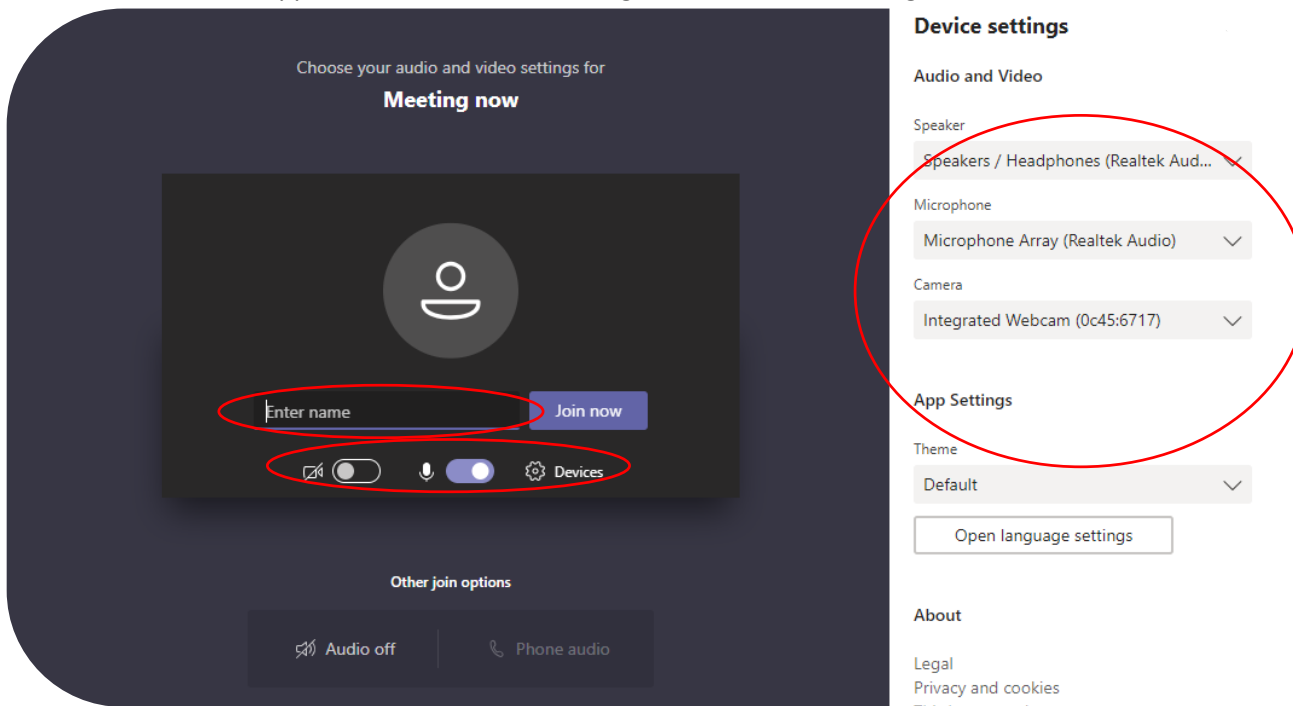 Choose your audio and video settings for
Meeting now
Enter name
Join now
Devices
Other join options
Audio off
Phone audio
Device settings
Audio and Video
Speaker
Speakers / Headphones (Realtek Aud...
Microphone
Microphone Array (Realtek Audio)
Camera
Integrated Webcam (0c45:6717)
App Settings
Theme
Default
Open language settings
About
Legal
Privacy and cookies